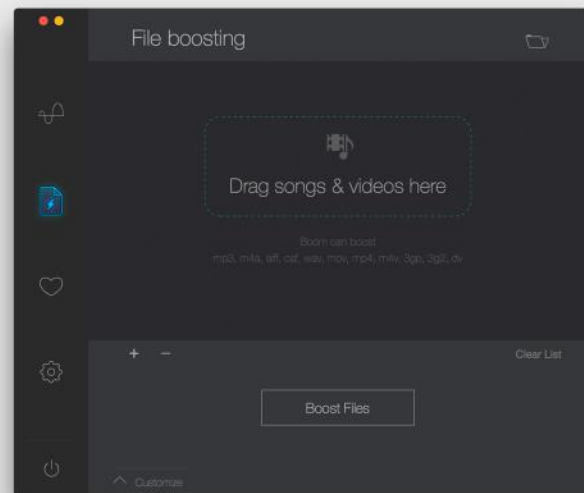 File boosting
Drag songs & videos here
Boom can boost
mp3, m4a, aiff, caf, wav, mov, mp4, m4v, 3gp, 3g2, dv
+ −
Clear List
Boost Files
Customize